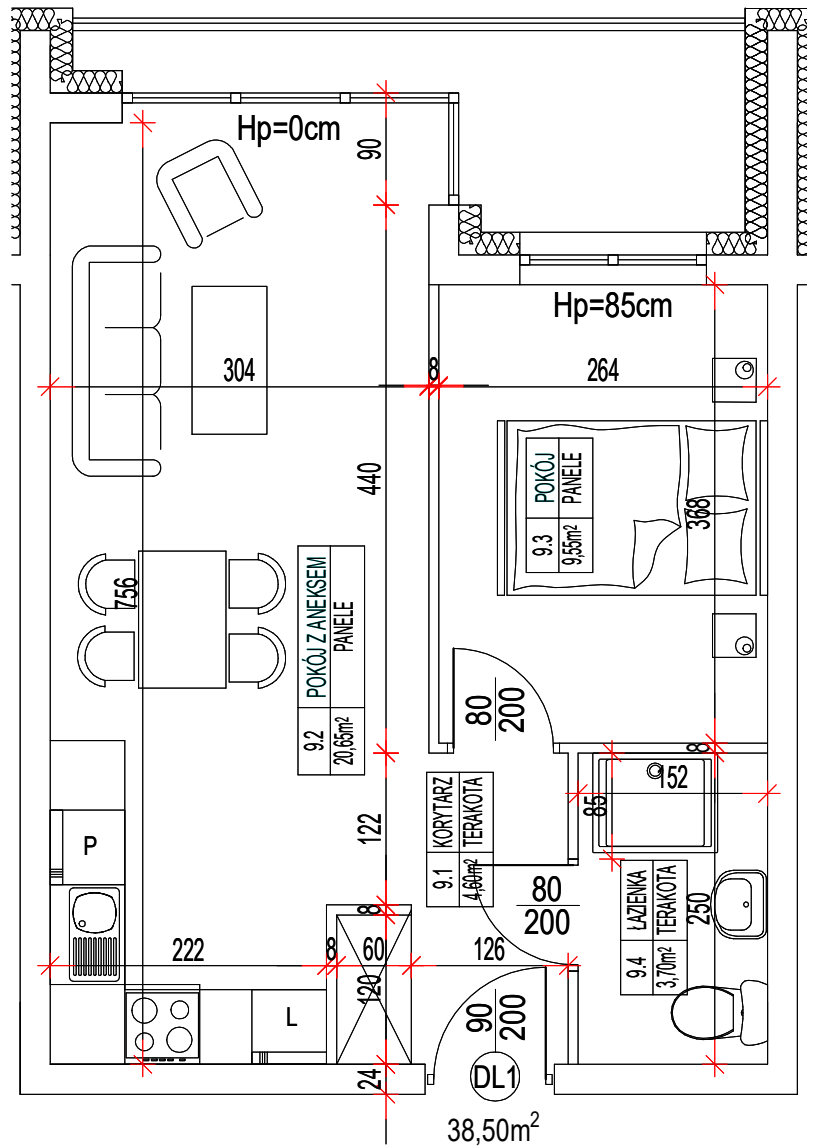 Hp=0cm
90
Hp=85cm
304
8
264
440
9.3 POKÓJ
9,55m² PANELE
368
756
9.2 POKÓJ Z ANEKSEM
20,65m² PANELE
80
200
8
152
85
122
P
9.1 KORYTARZ
4,60m² TERAKOTA
80
200
9.4 ŁAZIENKA
3,70m² TERAKOTA
250
8
222
8
60
126
120
L
90
200
24
DL1
38,50m²